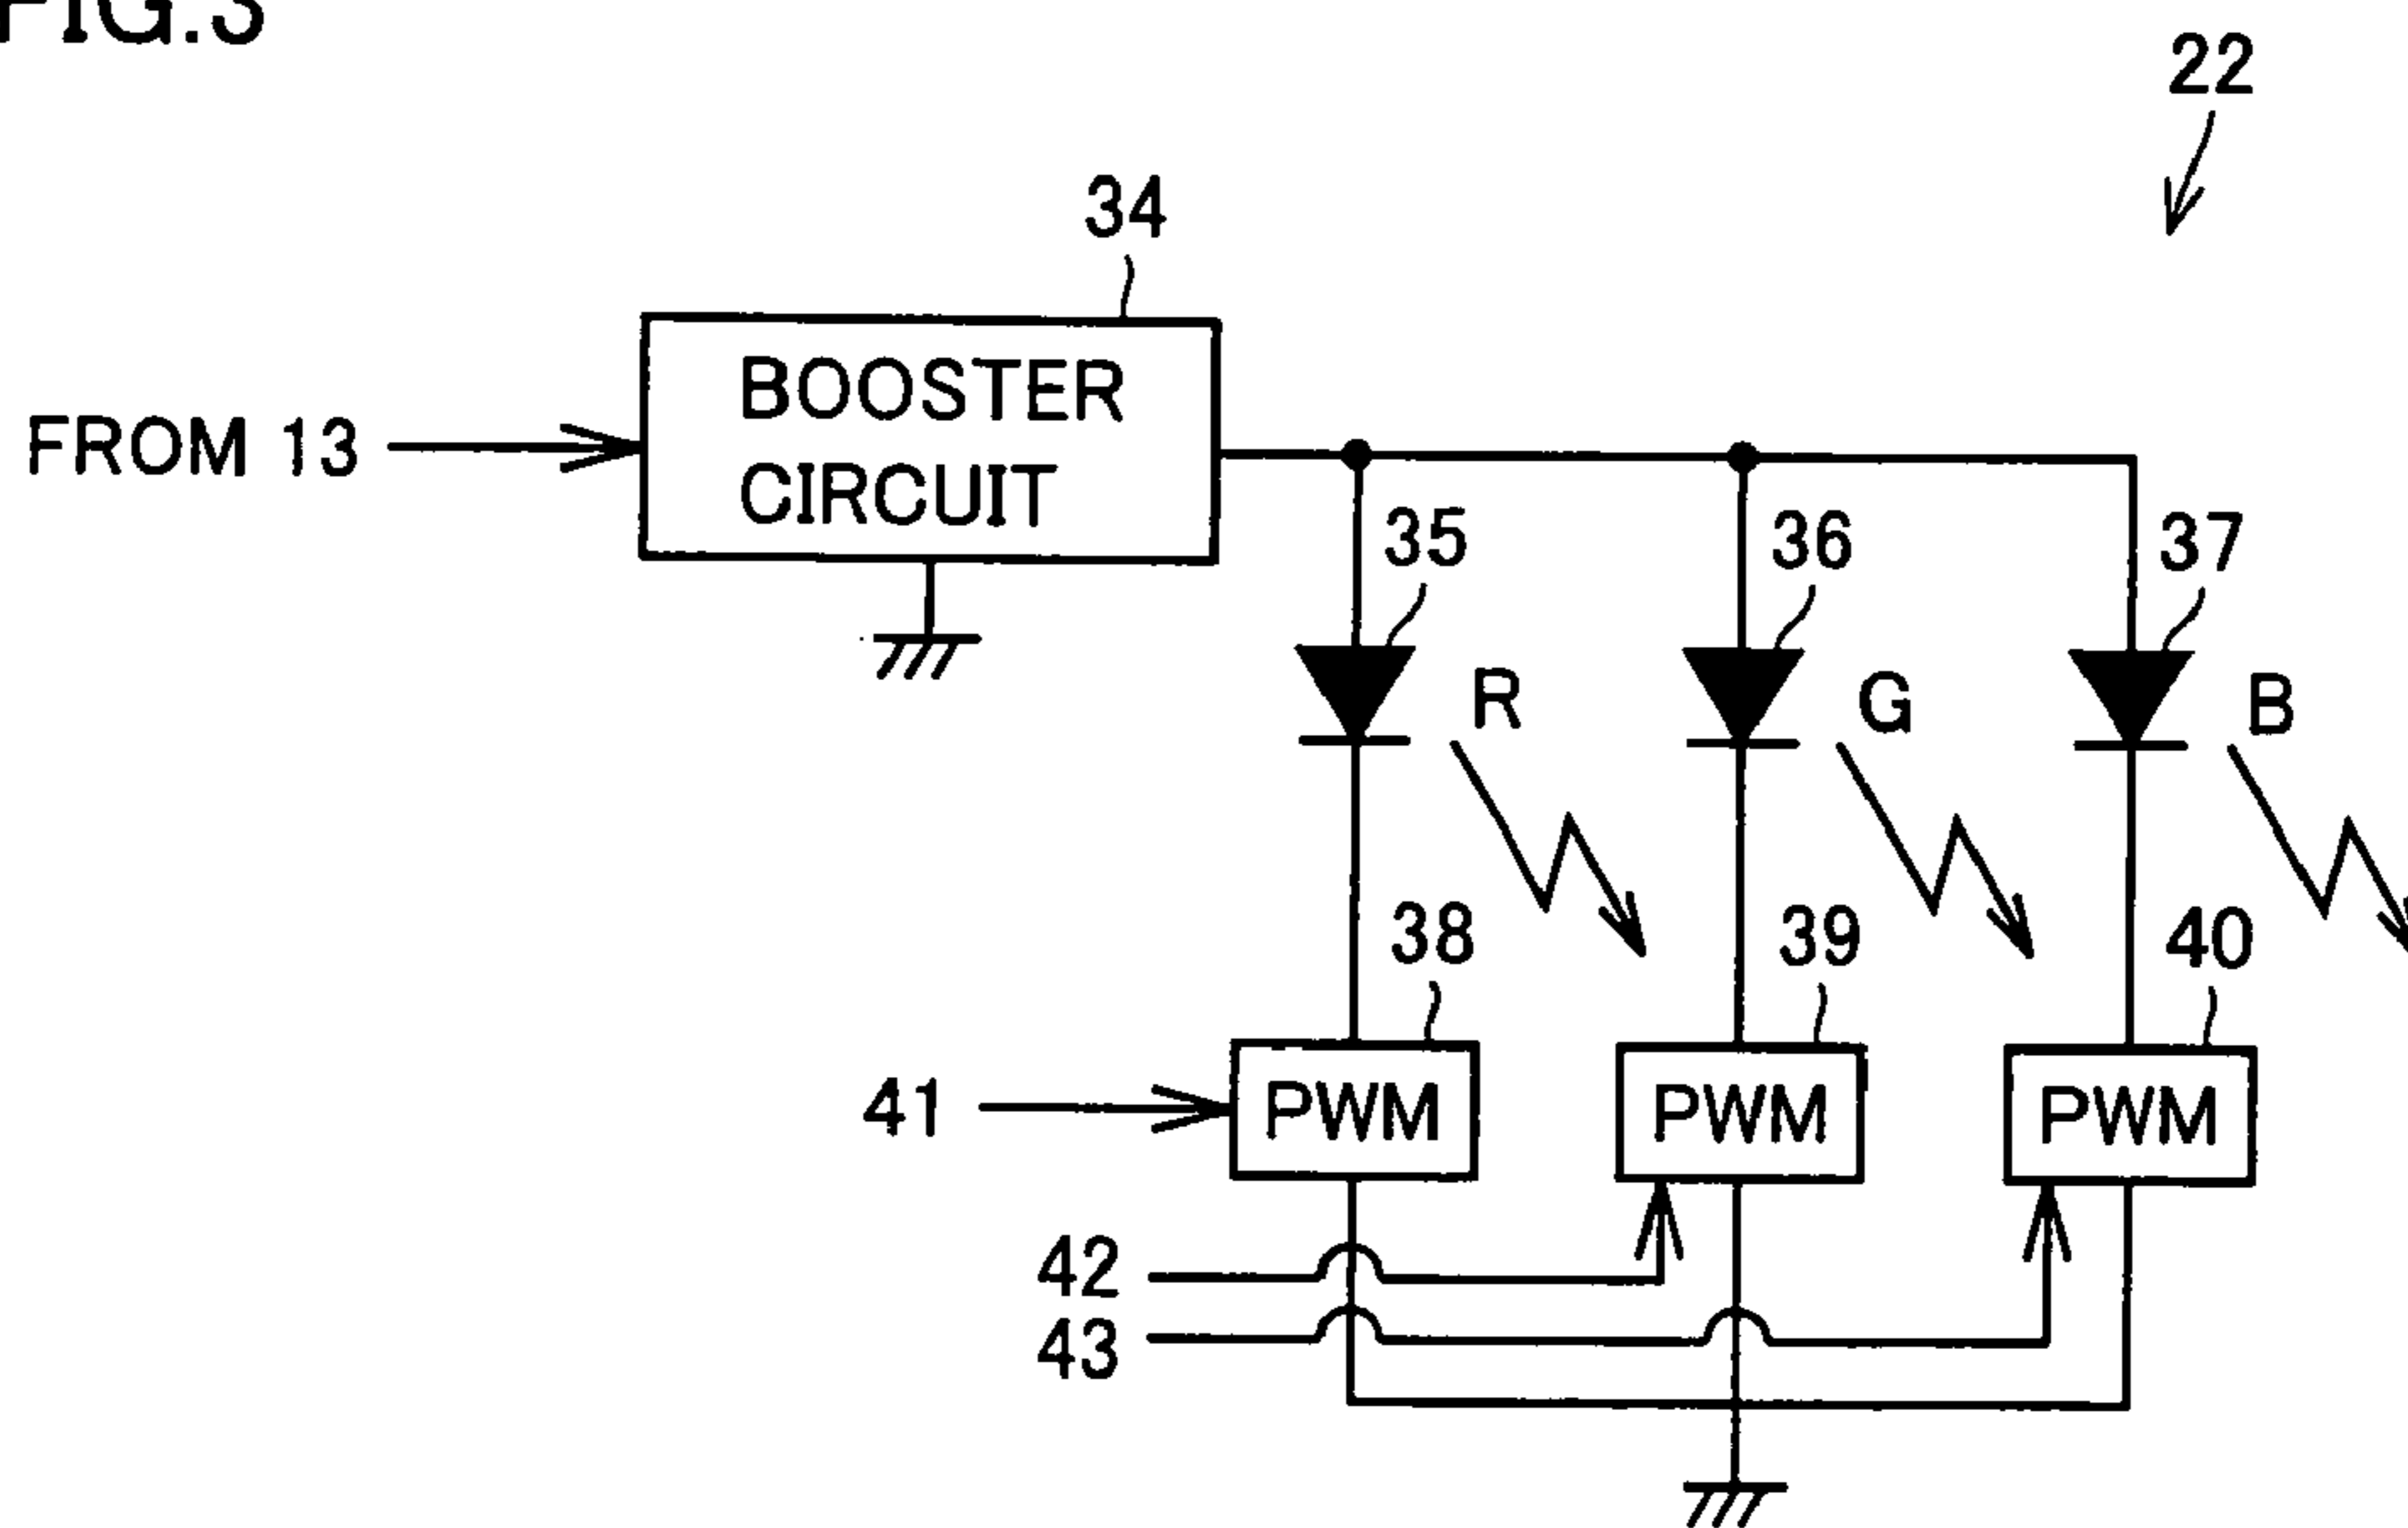 FIG.3
22
34
BOOSTER
CIRCUIT
FROM 13
35
36
37
R
G
B
38
39
40
41
PWM
PWM
PWM
42
43